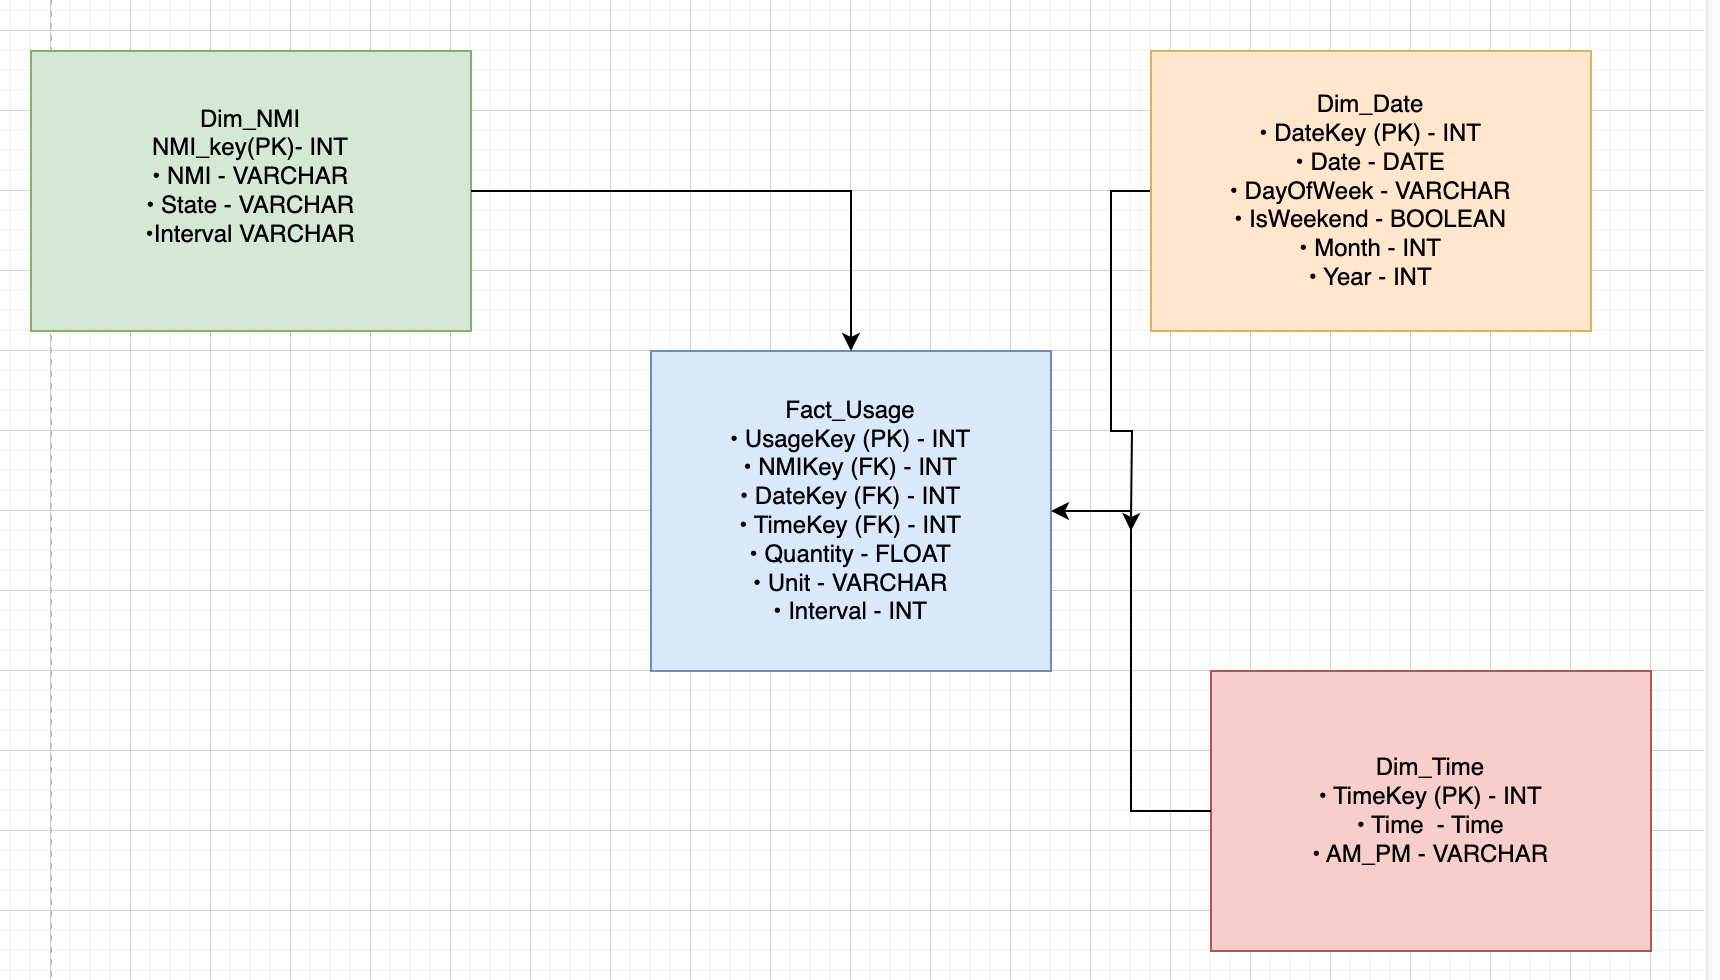 Dim_NMI
NMI_key(PK)- INT
• NMI - VARCHAR
• State - VARCHAR
•Interval VARCHAR
Dim_Date
• DateKey (PK) - INT
• Date - DATE
• DayOfWeek - VARCHAR
• IsWeekend - BOOLEAN
• Month - INT
• Year - INT
Fact_Usage
• UsageKey (PK) - INT
• NMIKey (FK) - INT
• DateKey (FK) - INT
• TimeKey (FK) - INT
• Quantity - FLOAT
• Unit - VARCHAR
• Interval - INT
Dim_Time
• TimeKey (PK) - INT
• Time  - Time
• AM_PM - VARCHAR